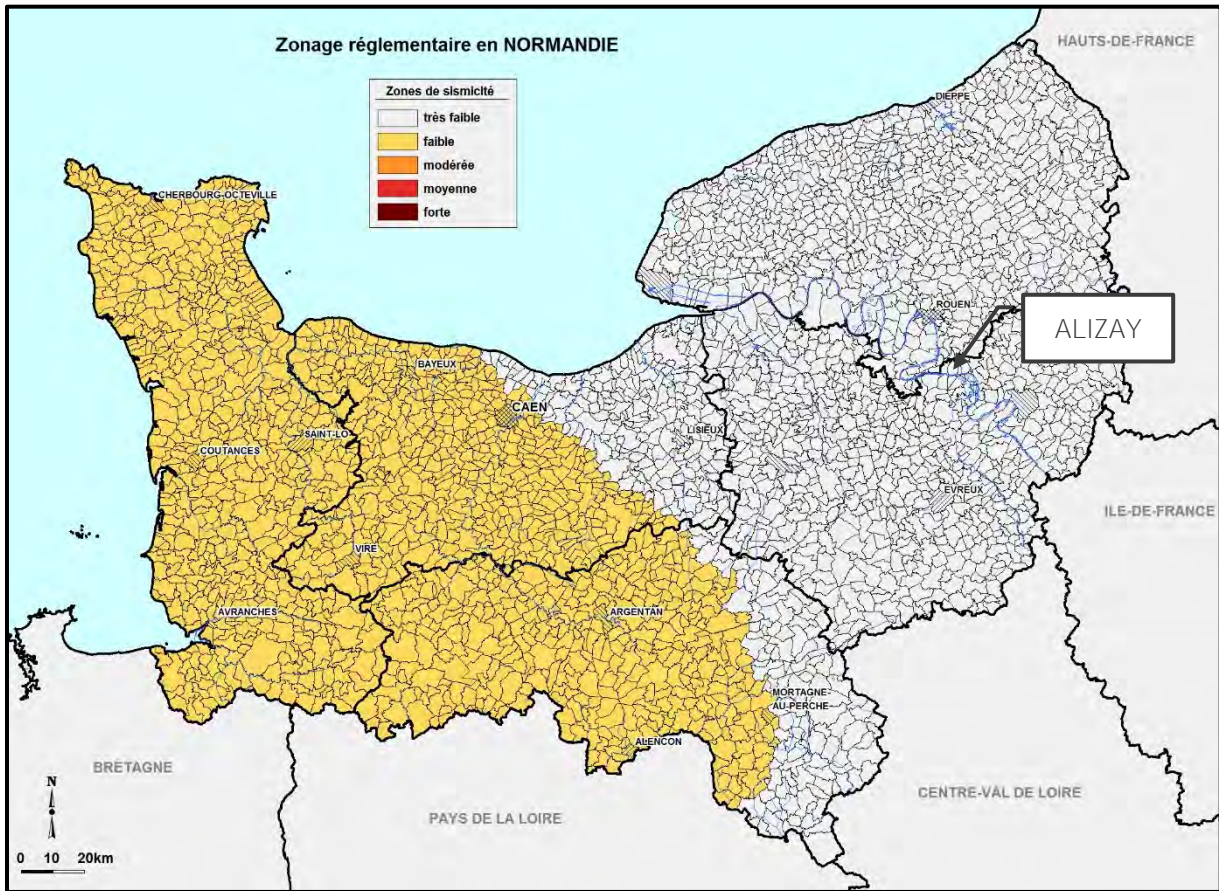 Zonage réglementaire en NORMANDIE
HAUTS-DE-FRANCE
Zones de sismicité
très faible
faible
modérée
moyenne
forte
DIEPPE
CHERBOURG-OCTEVILLE
ROUEN
ALIZAY
BAYEUX
CAEN
LISIEUX
SAINT-LO
COUTANCES
EVREUX
ILE-DE-FRANCE
VIRE
AVRANCHES
ARGENTAN
MORTAGNE-
AU-PERCHE
ALENCON
BRETAGNE
CENTRE-VAL DE LOIRE
PAYS DE LA LOIRE
N
0 10 20km